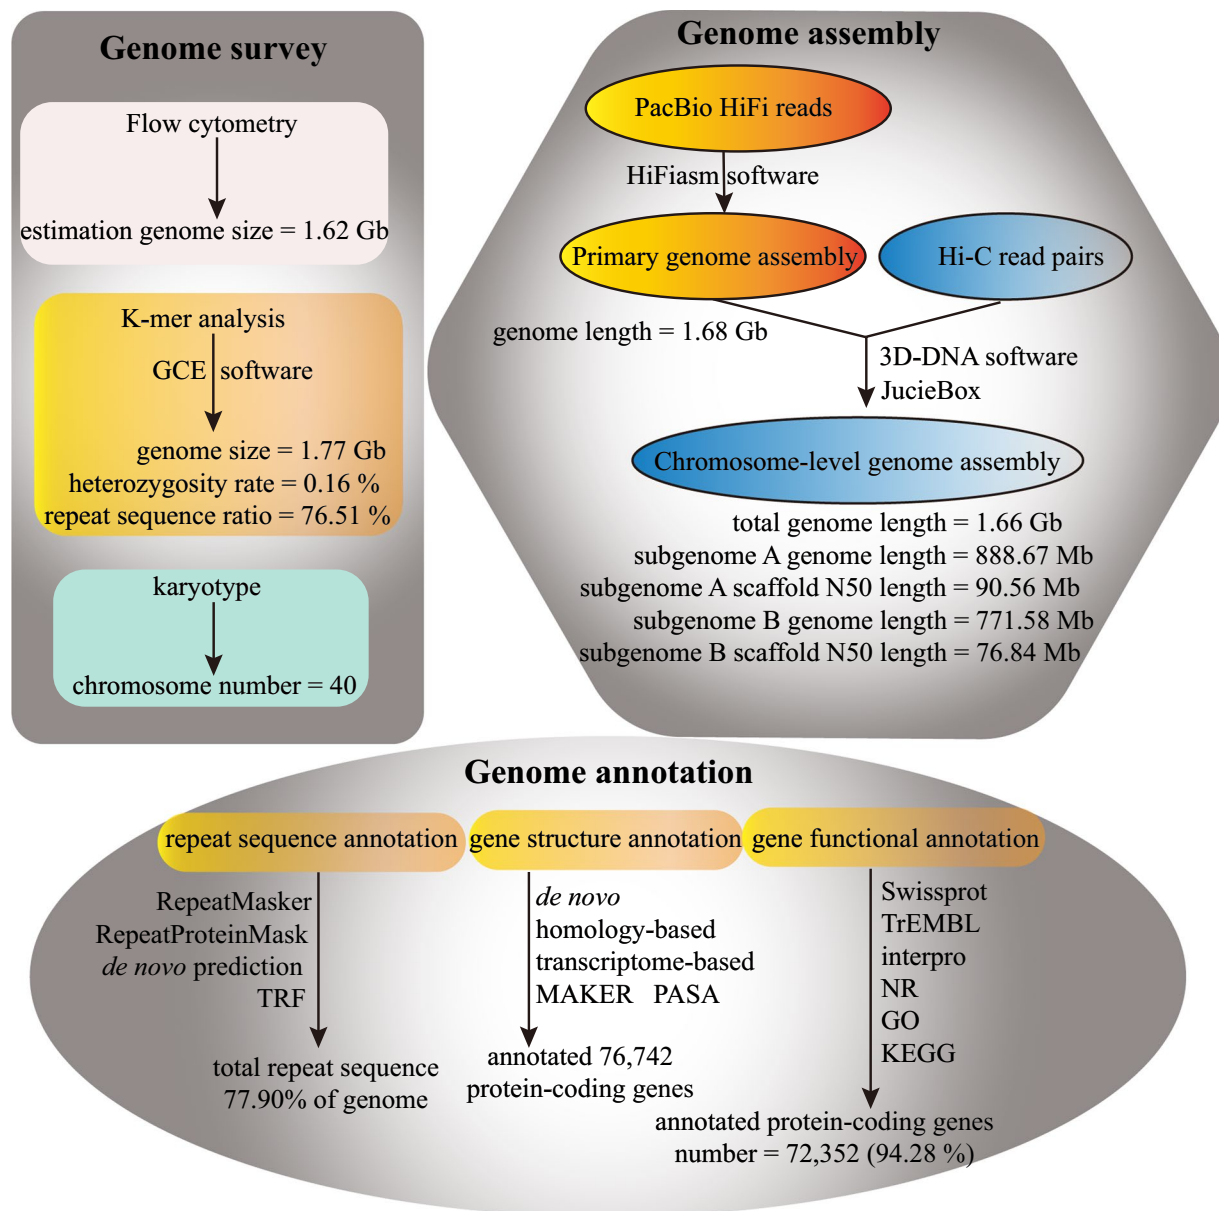 Genome survey
Flow cytometry
estimation genome size = 1.62 Gb
K-mer analysis
GCE software
genome size = 1.77 Gb
heterozygosity rate = 0.16 %
repeat sequence ratio = 76.51 %
karyotype
chromosome number = 40
Genome assembly
PacBio HiFi reads
HiFiasm software
Primary genome assembly
Hi-C read pairs
genome length = 1.68 Gb
3D-DNA software
JucieBox
Chromosome-level genome assembly
total genome length = 1.66 Gb
subgenome A genome length = 888.67 Mb
subgenome A scaffold N50 length = 90.56 Mb
subgenome B genome length = 771.58 Mb
subgenome B scaffold N50 length = 76.84 Mb
Genome annotation
repeat sequence annotation
RepeatMasker
RepeatProteinMask
de novo prediction
TRF
total repeat sequence
77.90% of genome
gene structure annotation
de novo
homology-based
transcriptome-based
MAKER PASA
annotated 76,742
protein-coding genes
gene functional annotation
Swissprot
TrEMBL
interpro
NR
GO
KEGG
annotated protein-coding genes
number = 72,352 (94.28 %)